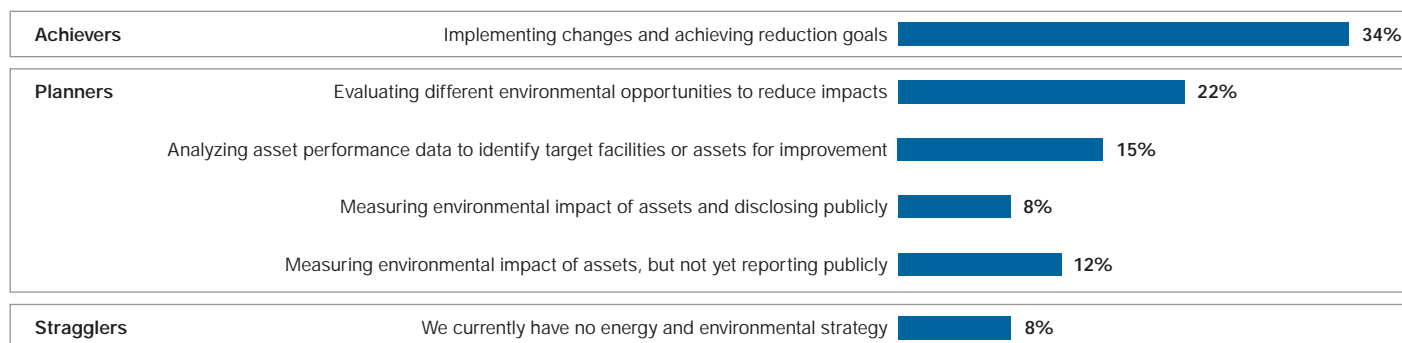 Achievers Implementing changes and achieving reduction goals 34%
Planners Evaluating different environmental opportunities to reduce impacts 22%
Analyzing asset performance data to identify target facilities or assets for improvement 15%
Measuring environmental impact of assets and disclosing publicly 8%
Measuring environmental impact of assets, but not yet reporting publicly 12%
Stragglers We currently have no energy and environmental strategy 8%